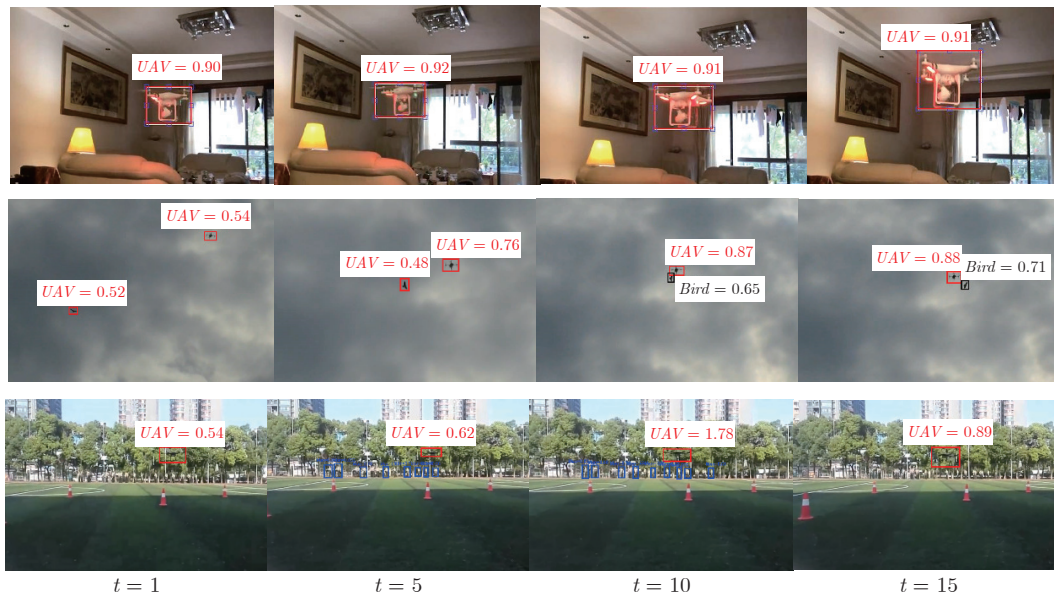 UAV = 0.90
UAV = 0.92
UAV = 0.91
UAV = 0.91
UAV = 0.54
UAV = 0.52
UAV = 0.76
UAV = 0.48
UAV = 0.87
Bird = 0.65
UAV = 0.88
Bird = 0.71
UAV = 0.54
UAV = 0.62
UAV = 1.78
UAV = 0.89
t = 1
t = 5
t = 10
t = 15